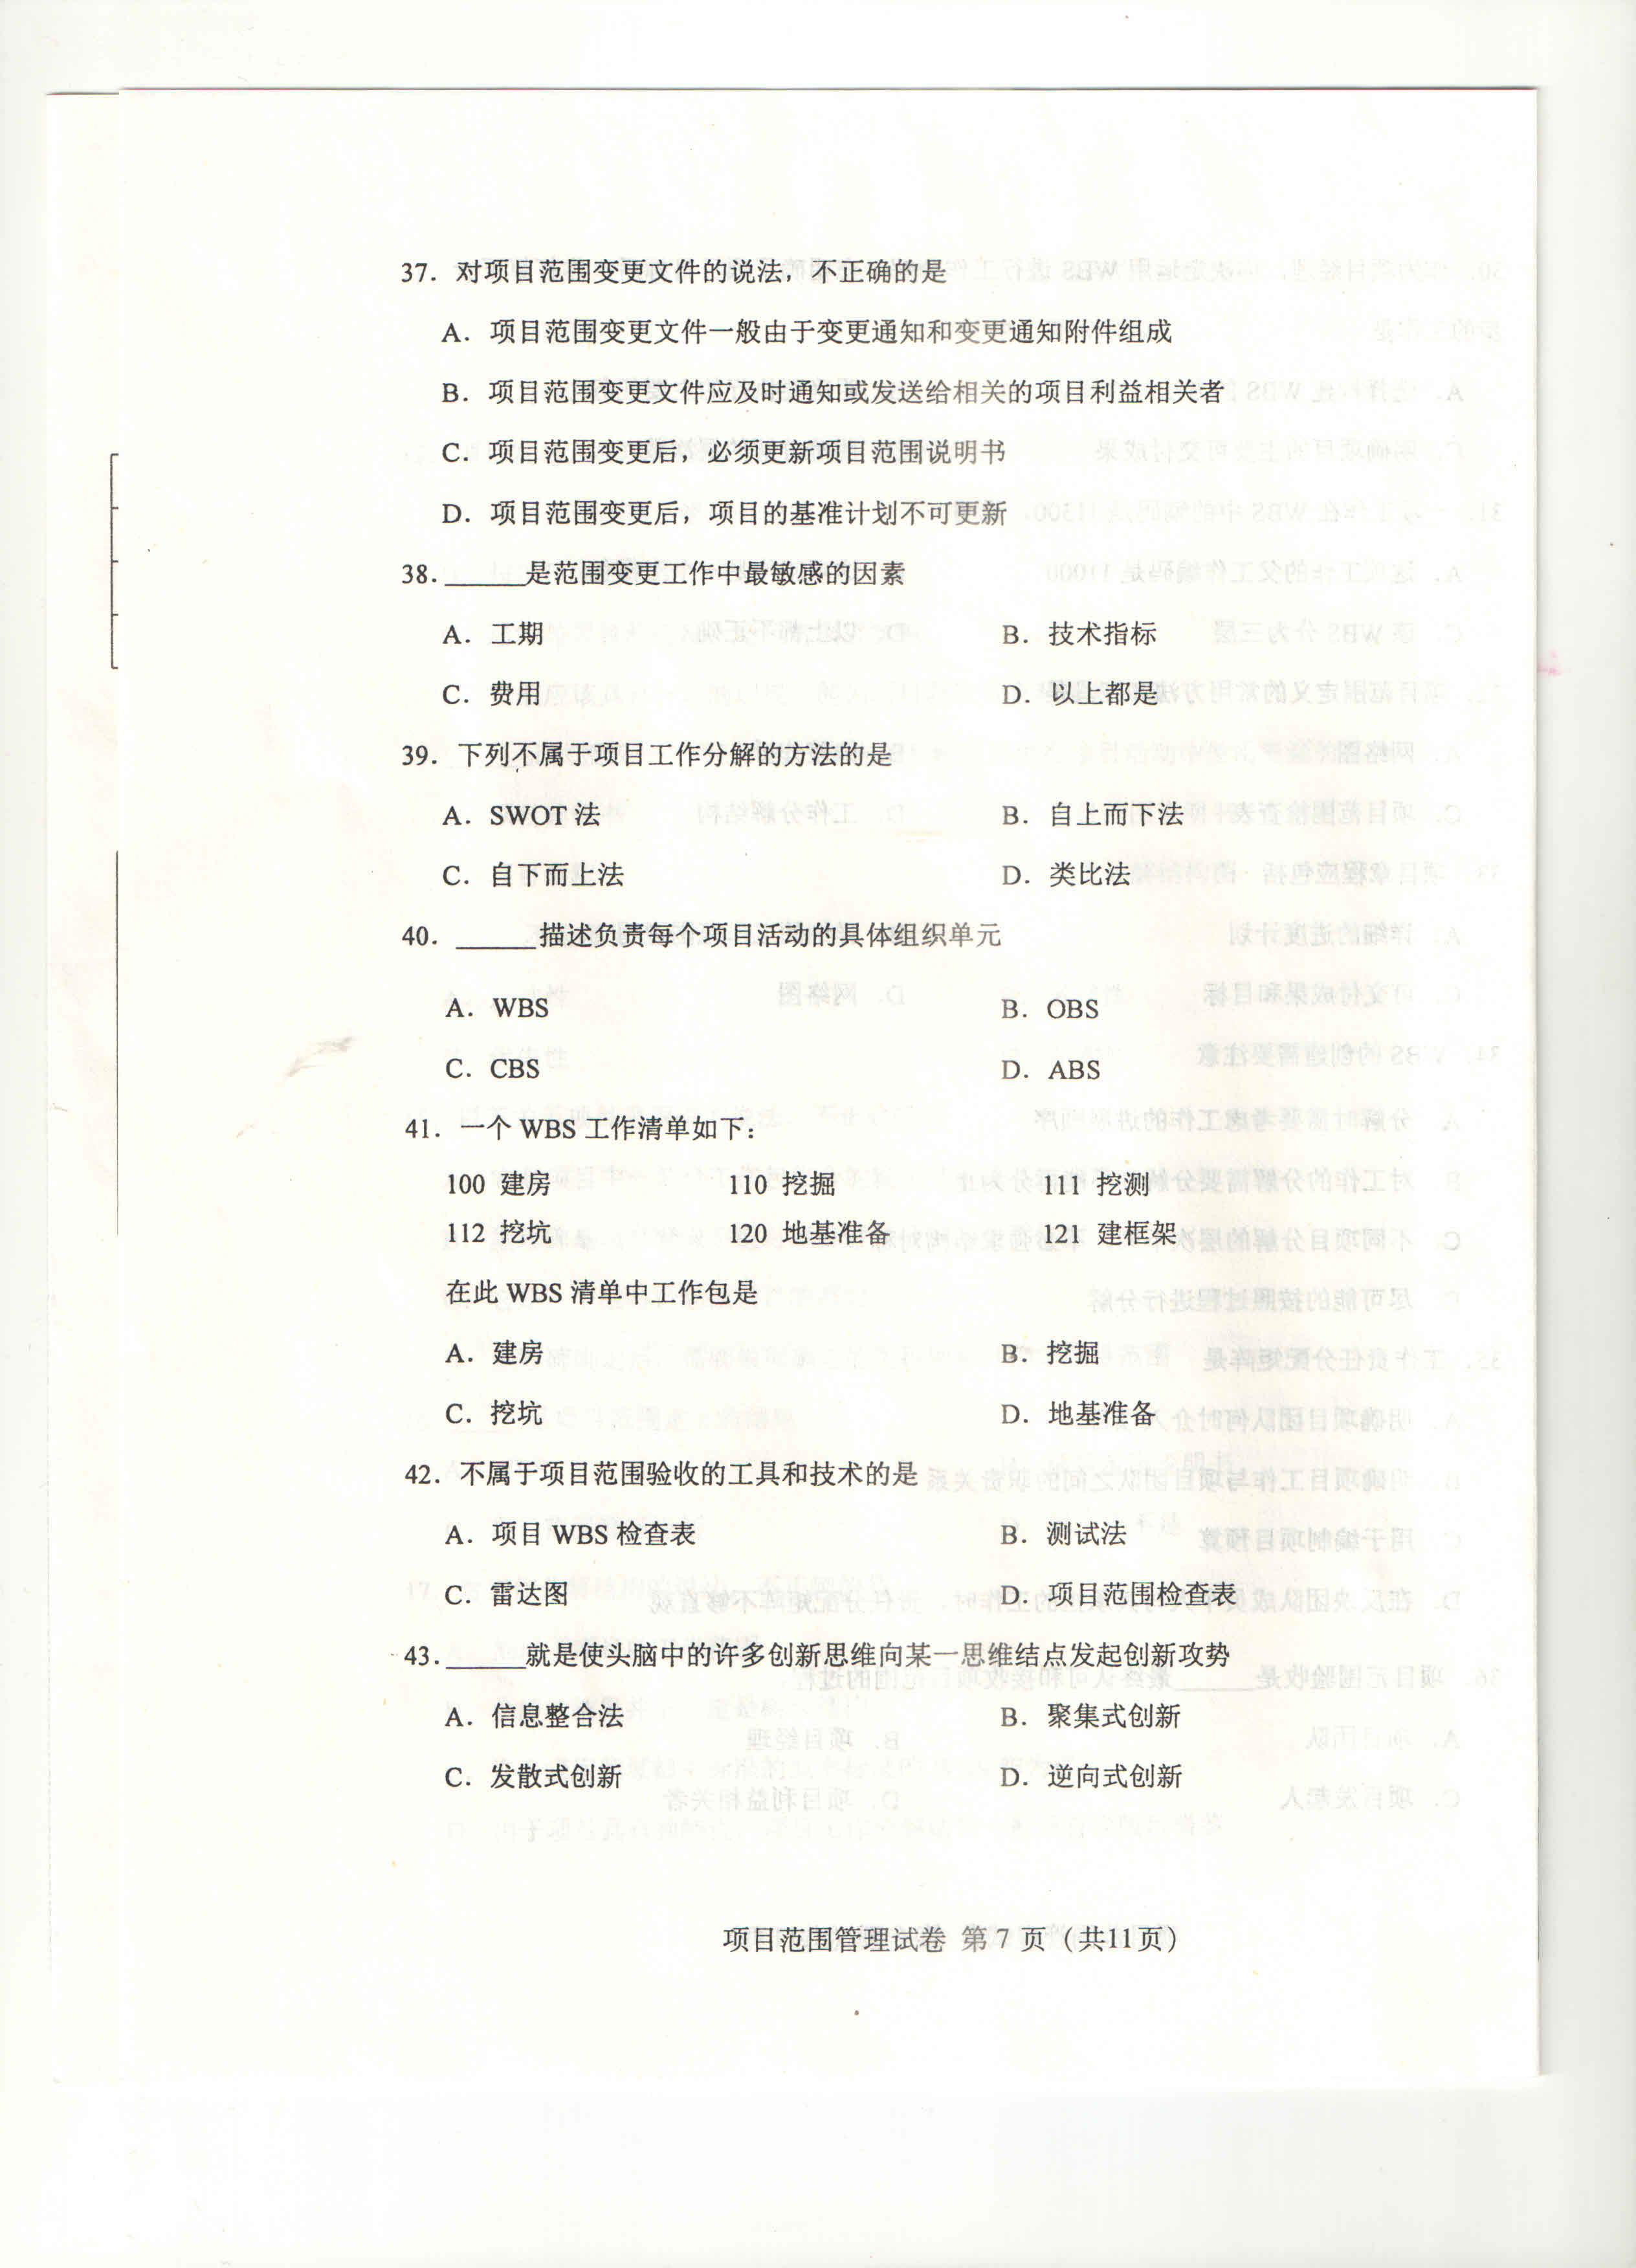 37．对项目范围变更文件的说法，不正确的是
A．项目范围变更文件一般由于变更通知和变更通知附件组成
B．项目范围变更文件应及时通知或发送给相关的项目利益相关者
C．项目范围变更后，必须更新项目范围说明书
D．项目范围变更后，项目的基准计划不可更新
38．______是范围变更工作中最敏感的因素
A．工期 B．技术指标
C．费用 D．以上都是
39．下列不属于项目工作分解的方法的是
A．SWOT 法 B．自上而下法
C．自下而上法 D．类比法
40．______描述负责每个项目活动的具体组织单元
A．WBS B．OBS
C．CBS D．ABS
41．一个 WBS 工作清单如下：
100 建房 110 挖掘 111 挖测
112 挖坑 120 地基准备 121 建框架
在此 WBS 清单中工作包是
A．建房 B．挖掘
C．挖坑 D．地基准备
42．不属于项目范围验收的工具和技术的是
A．项目 WBS 检查表 B．测试法
C．雷达图 D．项目范围检查表
43．______就是使头脑中的许多创新思维向某一思维结点发起创新攻势
A．信息整合法 B．聚集式创新
C．发散式创新 D．逆向式创新
项目范围管理试卷 第 7 页（共11页）